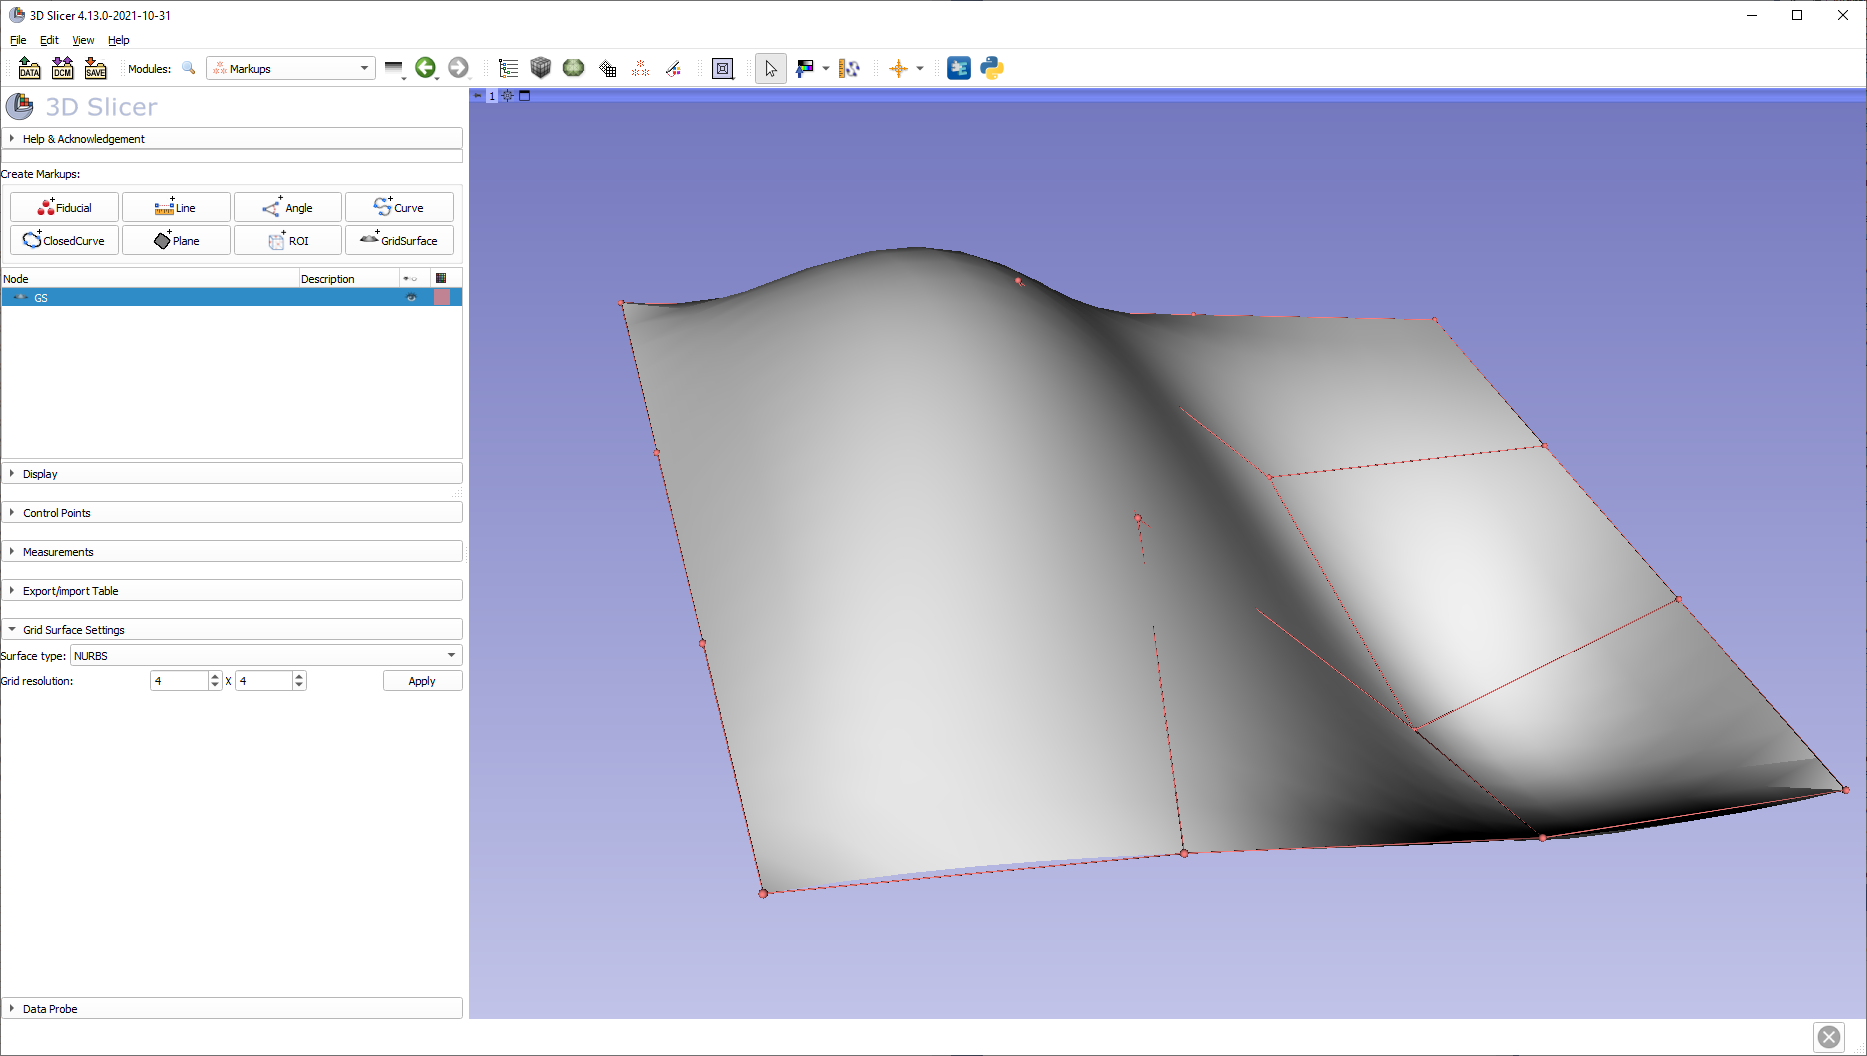 3D Slicer 4.13.0-2021-10-31
File Edit View Help
DATA DCM SAVE Modules: Markups
3D Slicer
1
Help & Acknowledgement
Create Markups:
Fiducial Line Angle Curve
ClosedCurve Plane ROI GridSurface
Node Description
GS
Display
Control Points
Measurements
Export/import Table
Grid Surface Settings
Surface type: NURBS
Grid resolution: 4 X 4 Apply
Data Probe